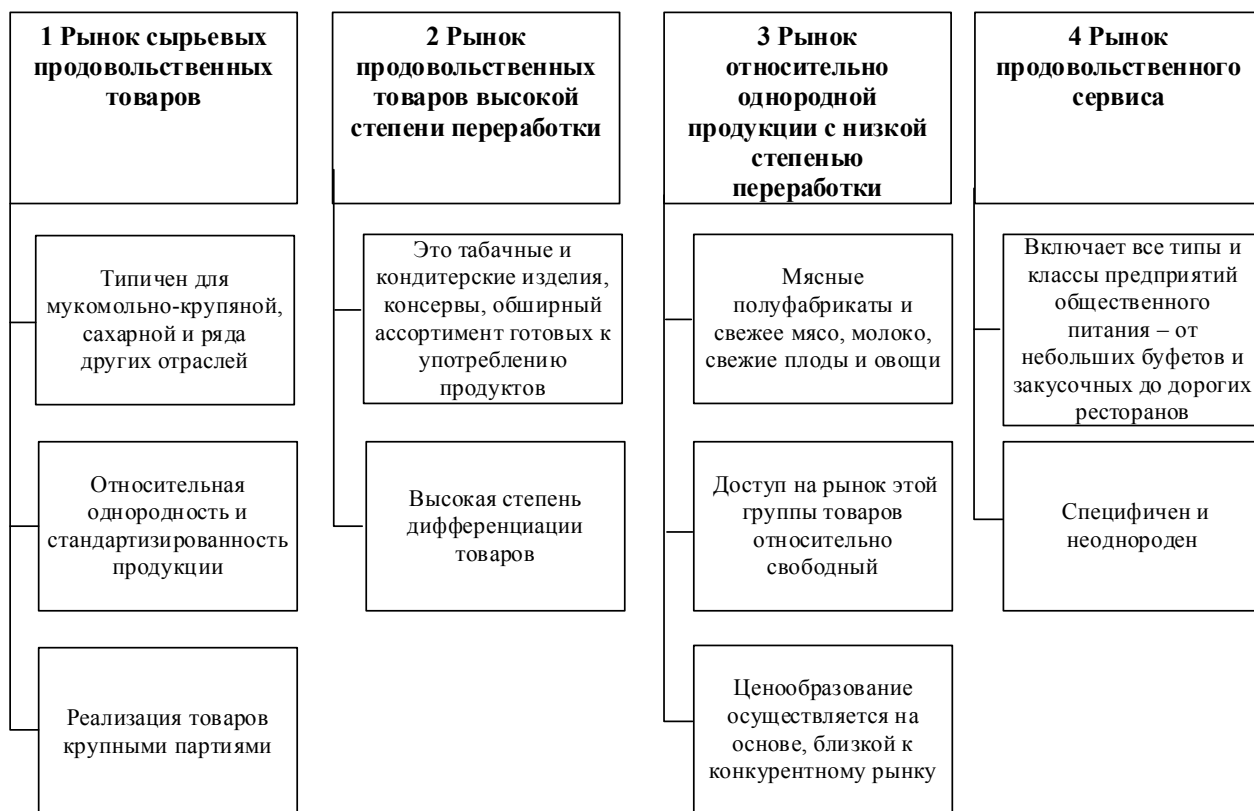 1 Рынок сырьевых
продовольственных
товаров
2 Рынок
продовольственных
товаров высокой
степени переработки
3 Рынок
относительно
однородной
продукции с низкой
степенью
переработки
4 Рынок
продовольственного
сервиса
Типичен для
мукомольно-крупяной,
сахарной и ряда
других отраслей
Это табачные и
кондитерские изделия,
консервы, обширный
ассортимент готовых к
употреблению
продуктов
Мясные
полуфабрикаты и
свежее мясо, молоко,
свежие плоды и овощи
Включает все типы и
классы предприятий
общественного
питания – от
небольших буфетов и
закусочных до дорогих
ресторанов
Относительная
однородность и
стандартизированность
продукции
Высокая степень
дифференциации
товаров
Доступ на рынок этой
группы товаров
относительно
свободный
Специфичен и
неоднороден
Реализация товаров
крупными партиями
Ценообразование
осуществляется на
основе, близкой к
конкурентному рынку